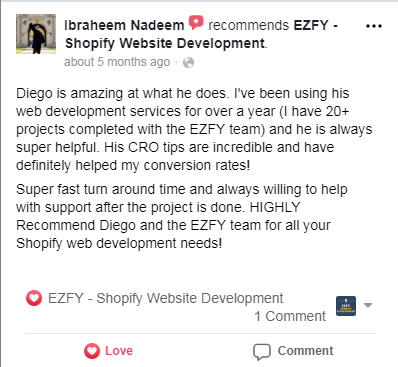 Ibraheem Nadeem recommends EZFY -
Shopify Website Development.
about 5 months ago ·
Diego is amazing at what he does. I've been using his
web development services for over a year (I have 20+
projects completed with the EZFY team) and he is always
super helpful. His CRO tips are incredible and have
definitely helped my conversion rates!
Super fast turn around time and always willing to help
with support after the project is done. HIGHLY
Recommend Diego and the EZFY team for all your
Shopify web development needs!
EZFY - Shopify Website Development
1 Comment
Love
Comment